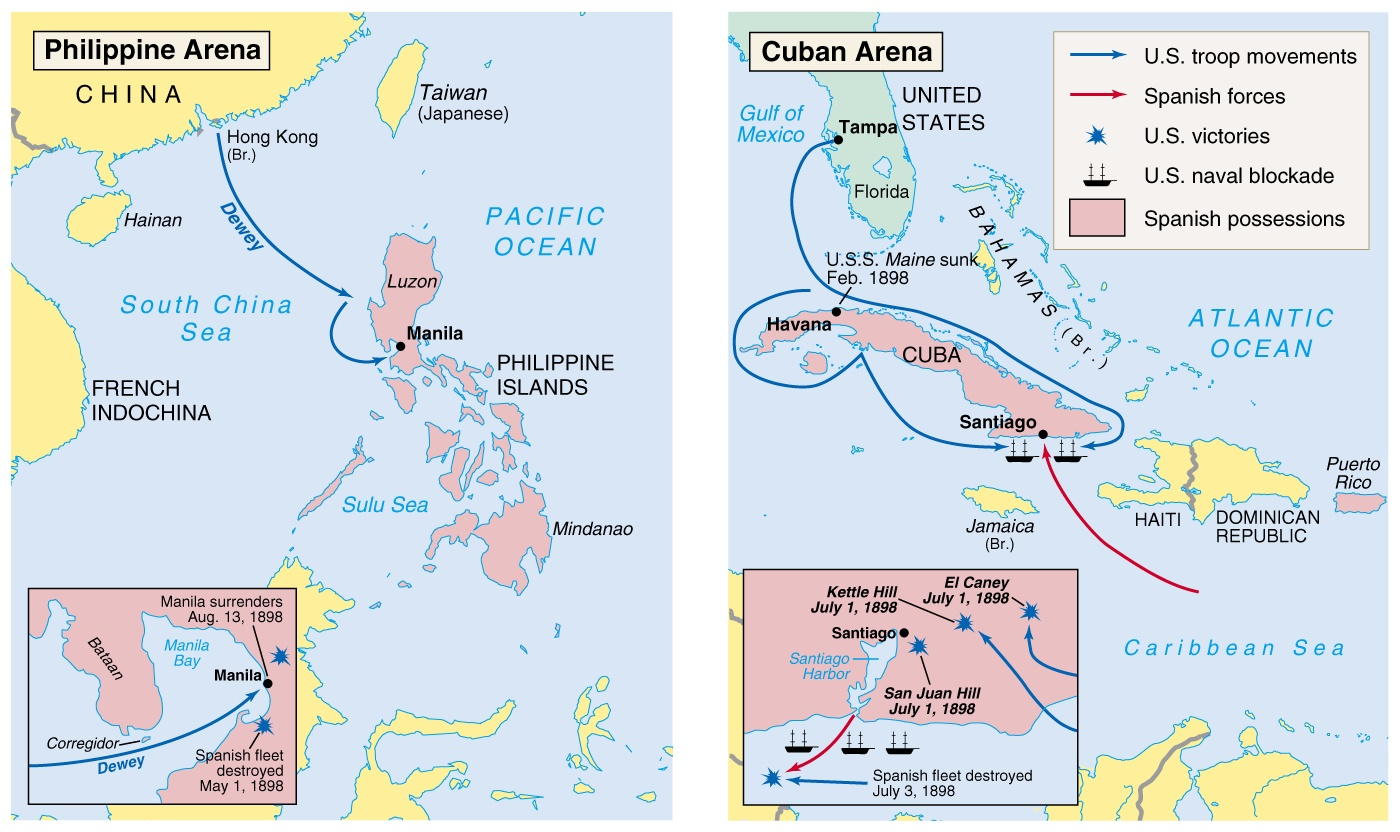 Philippine Arena
CHINA
Taiwan
(Japanese)
Hong Kong
(Br.)
Hainan
Dewey
PACIFIC
OCEAN
Luzon
South China
Sea
Manila
PHILIPPINE
ISLANDS
FRENCH
INDOCHINA
Sulu Sea
Mindanao
Manila surrenders
Aug. 13, 1898
Bataan
Manila
Bay
Manila
Corregidor
Dewey
Spanish fleet
destroyed
May 1, 1898
Cuban Arena
U.S. troop movements
Spanish forces
U.S. victories
U.S. naval blockade
Spanish possessions
UNITED
STATES
Gulf of
Mexico
Tampa
Florida
BAHAMAS (Br.)
U.S.S. Maine sunk
Feb. 1898
Havana
CUBA
ATLANTIC
OCEAN
Santiago
Puerto
Rico
Jamaica
(Br.)
HAITI
DOMINICAN
REPUBLIC
Caribbean Sea
El Caney
July 1, 1898
Kettle Hill
July 1, 1898
Santiago
Santiago
Harbor
San Juan Hill
July 1, 1898
Spanish fleet destroyed
July 3, 1898